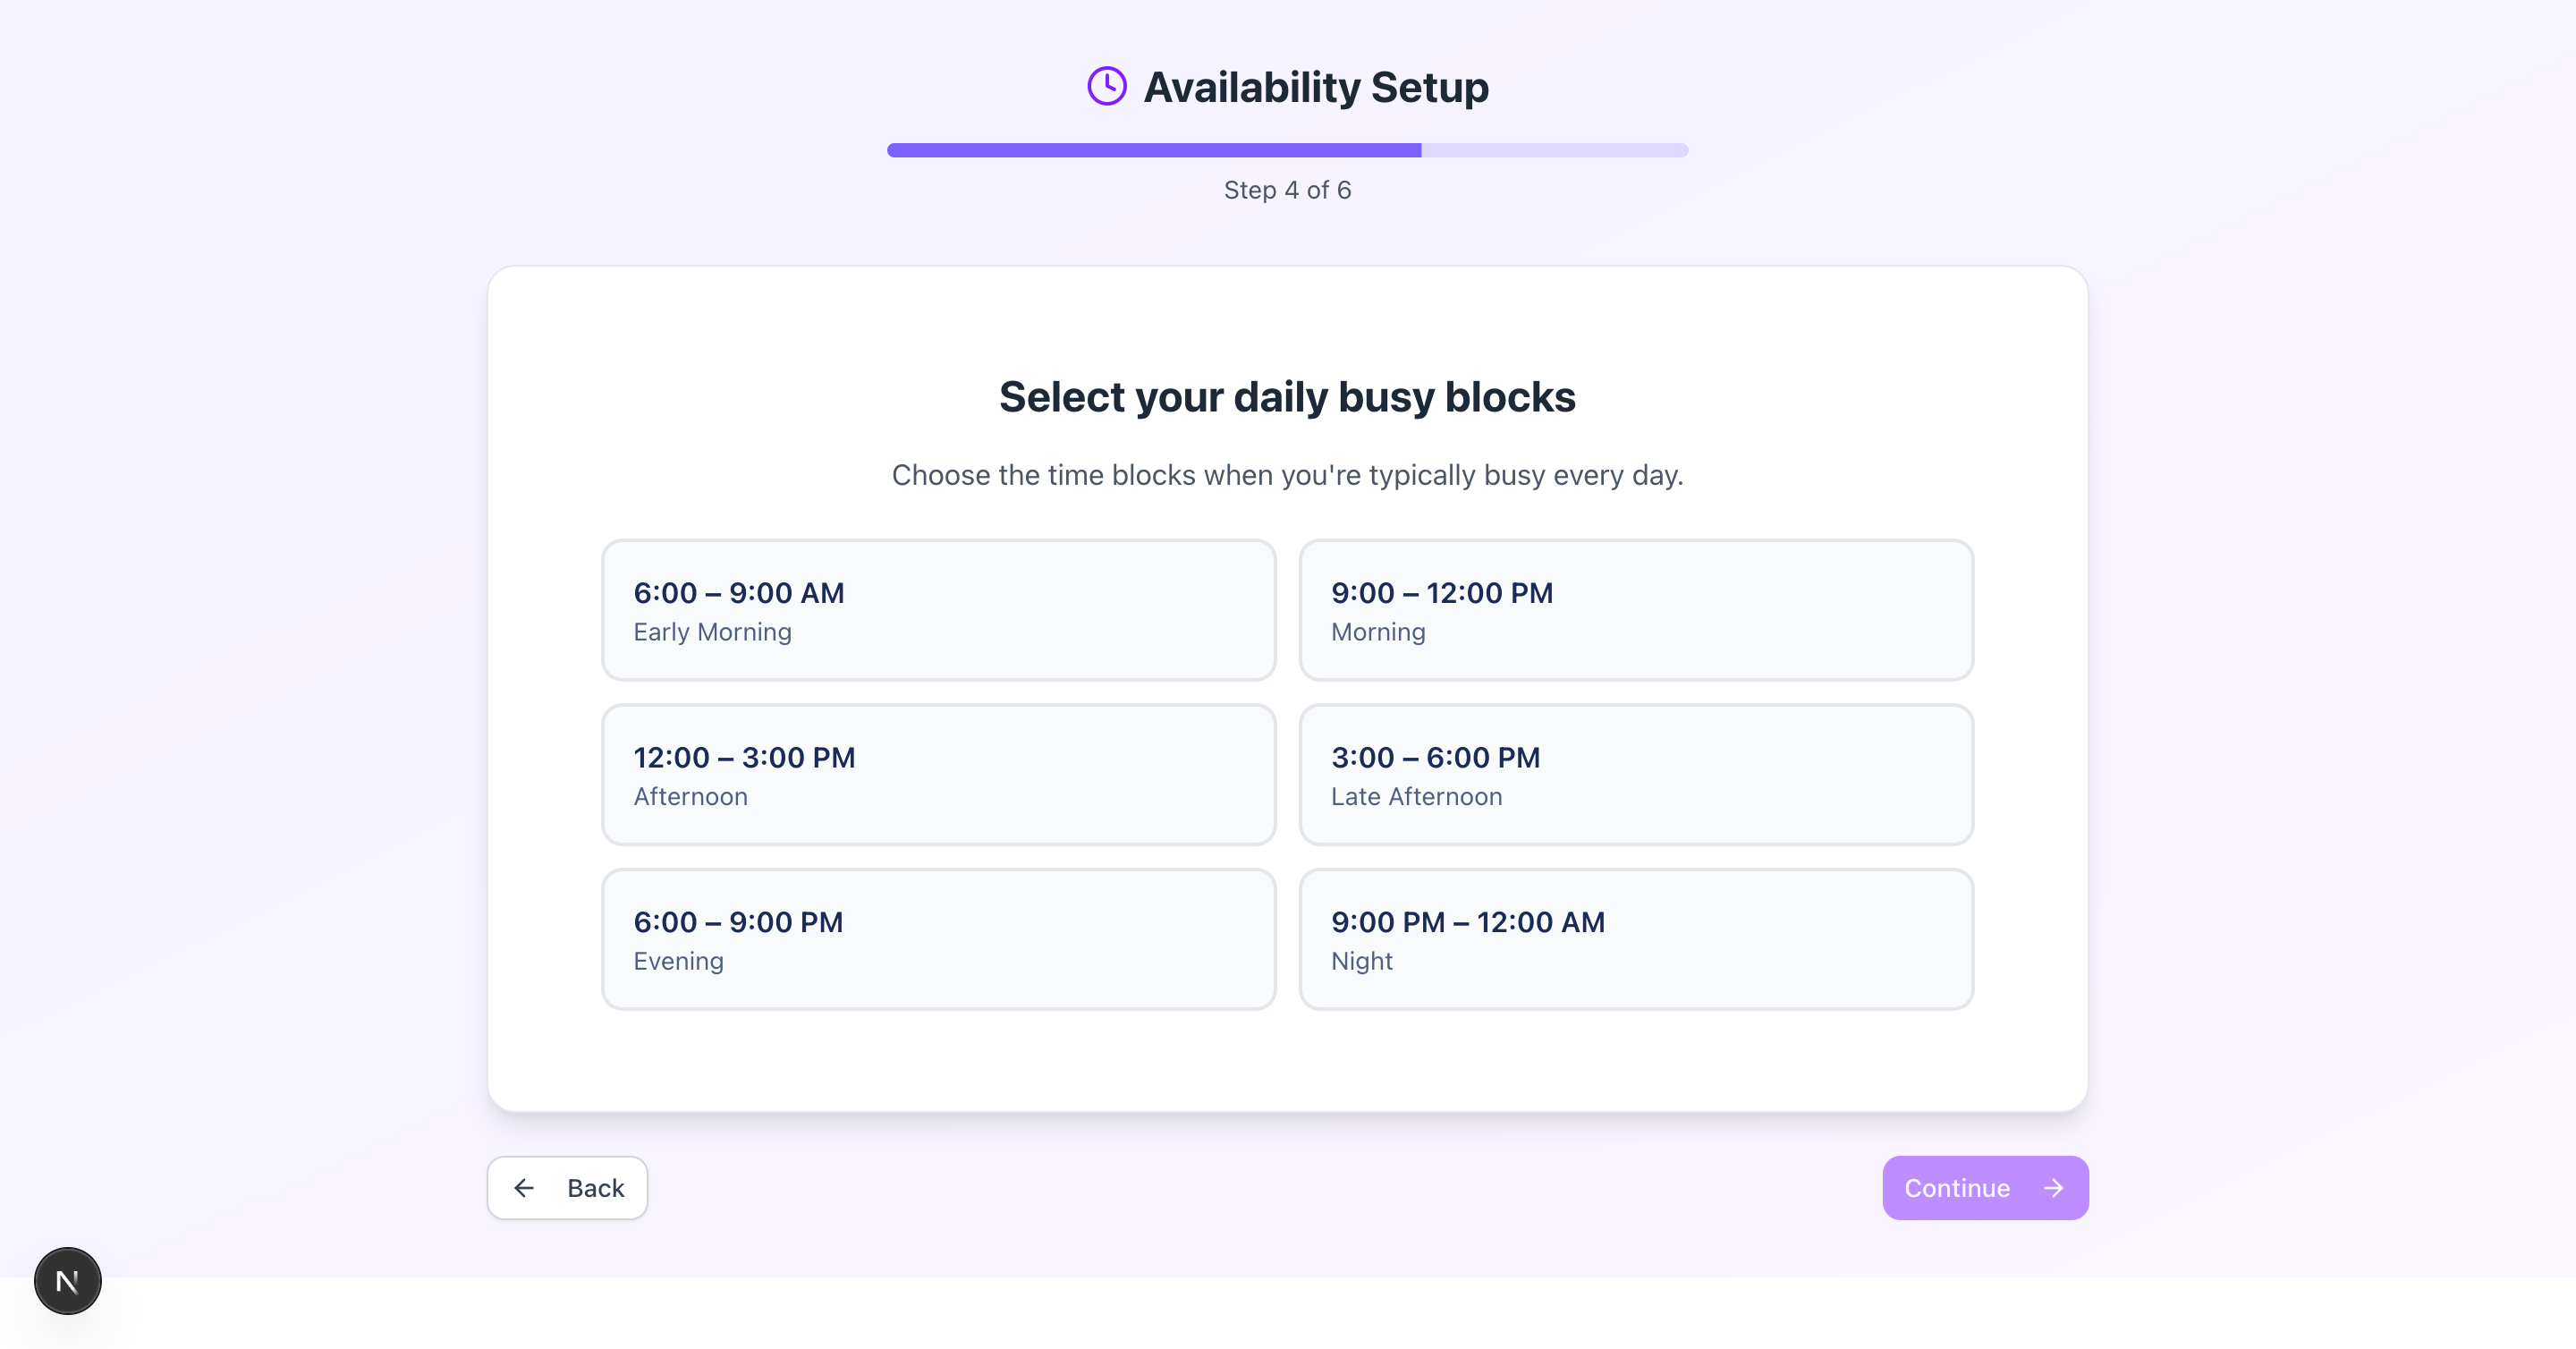 Availability Setup
Step 4 of 6
Select your daily busy blocks
Choose the time blocks when you're typically busy every day.
6:00 – 9:00 AM
Early Morning
9:00 – 12:00 PM
Morning
12:00 – 3:00 PM
Afternoon
3:00 – 6:00 PM
Late Afternoon
6:00 – 9:00 PM
Evening
9:00 PM – 12:00 AM
Night
Back
Continue
N